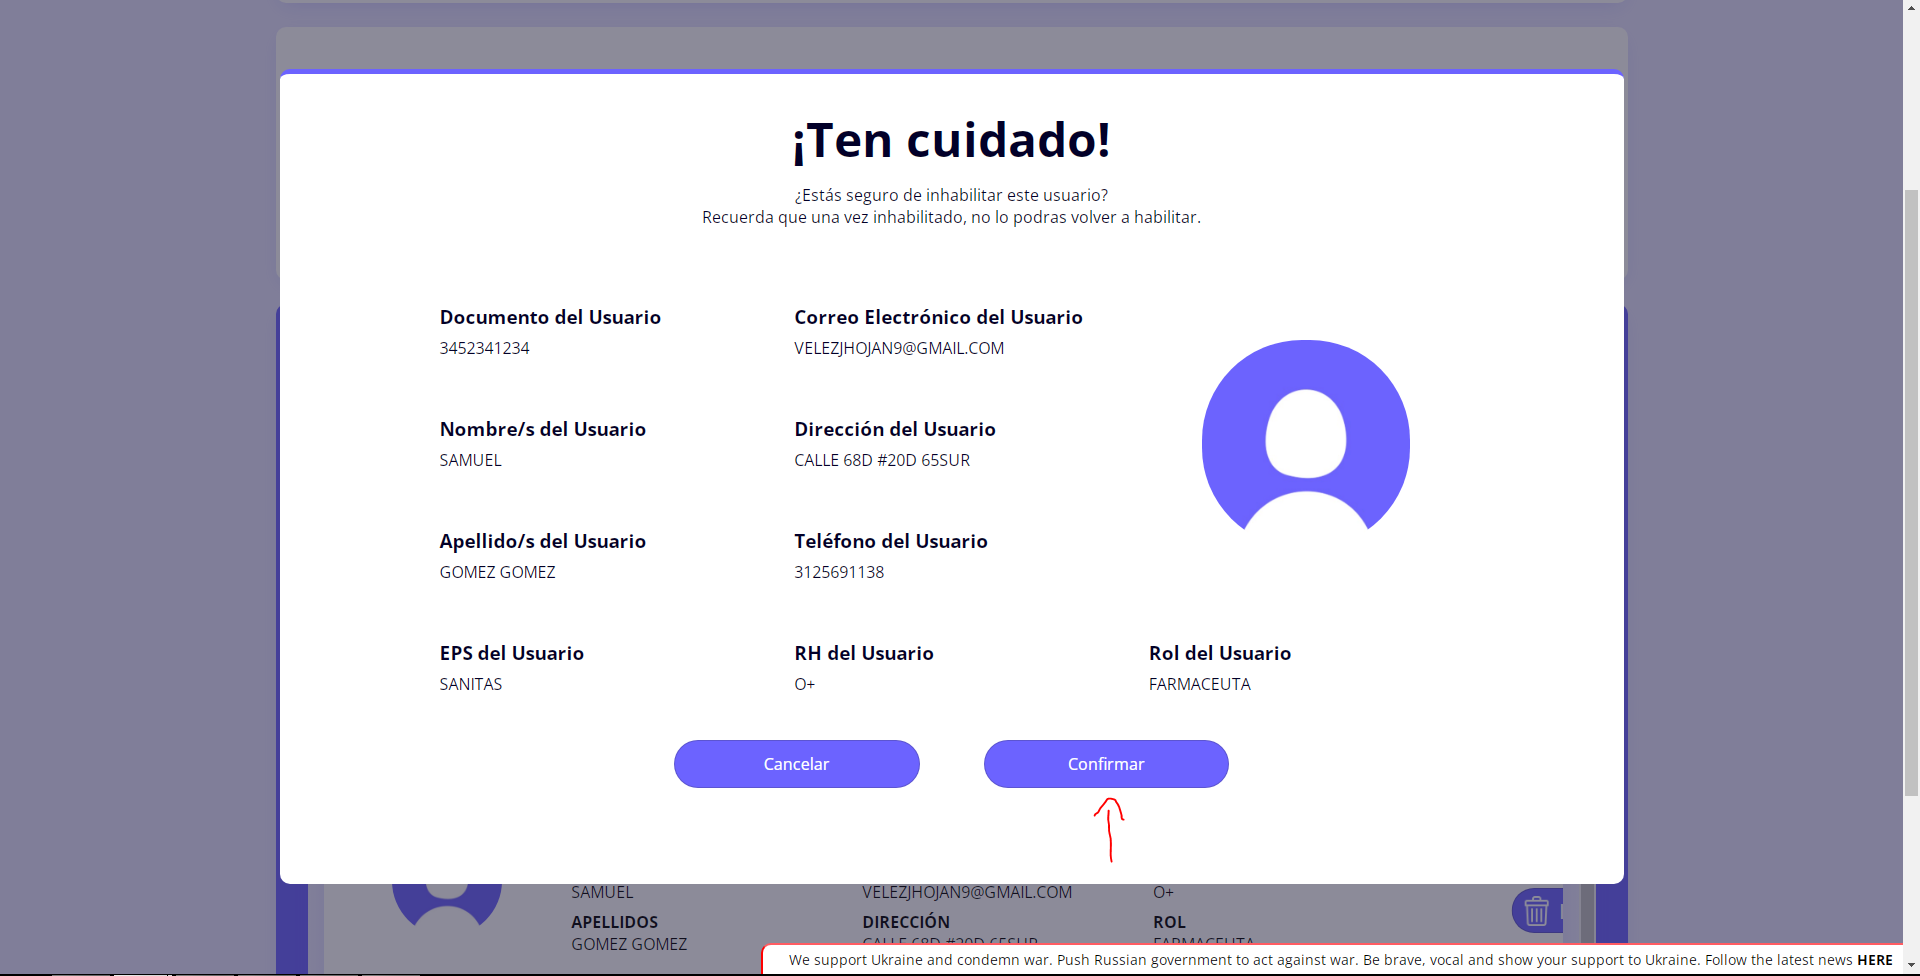 ¡Ten cuidado!
¿Estás seguro de inhabilitar este usuario?
Recuerda que una vez inhabilitado, no lo podras volver a habilitar.
Documento del Usuario
3452341234
Correo Electrónico del Usuario
VELEZJHOJAN9@GMAIL.COM
Nombre/s del Usuario
SAMUEL
Dirección del Usuario
CALLE 68D #20D 65SUR
Apellido/s del Usuario
GOMEZ GOMEZ
Teléfono del Usuario
3125691138
EPS del Usuario
SANITAS
RH del Usuario
O+
Rol del Usuario
FARMACEUTA
Cancelar
Confirmar
SAMUEL
VELEZJHOJAN9@GMAIL.COM
O+
APELLIDOS
DIRECCIÓN
ROL
GOMEZ GOMEZ
CALLE 68D #20D 65SUR
FARMACEUTA
We support Ukraine and condemn war. Push Russian government to act against war. Be brave, vocal and show your support to Ukraine. Follow the latest news HERE